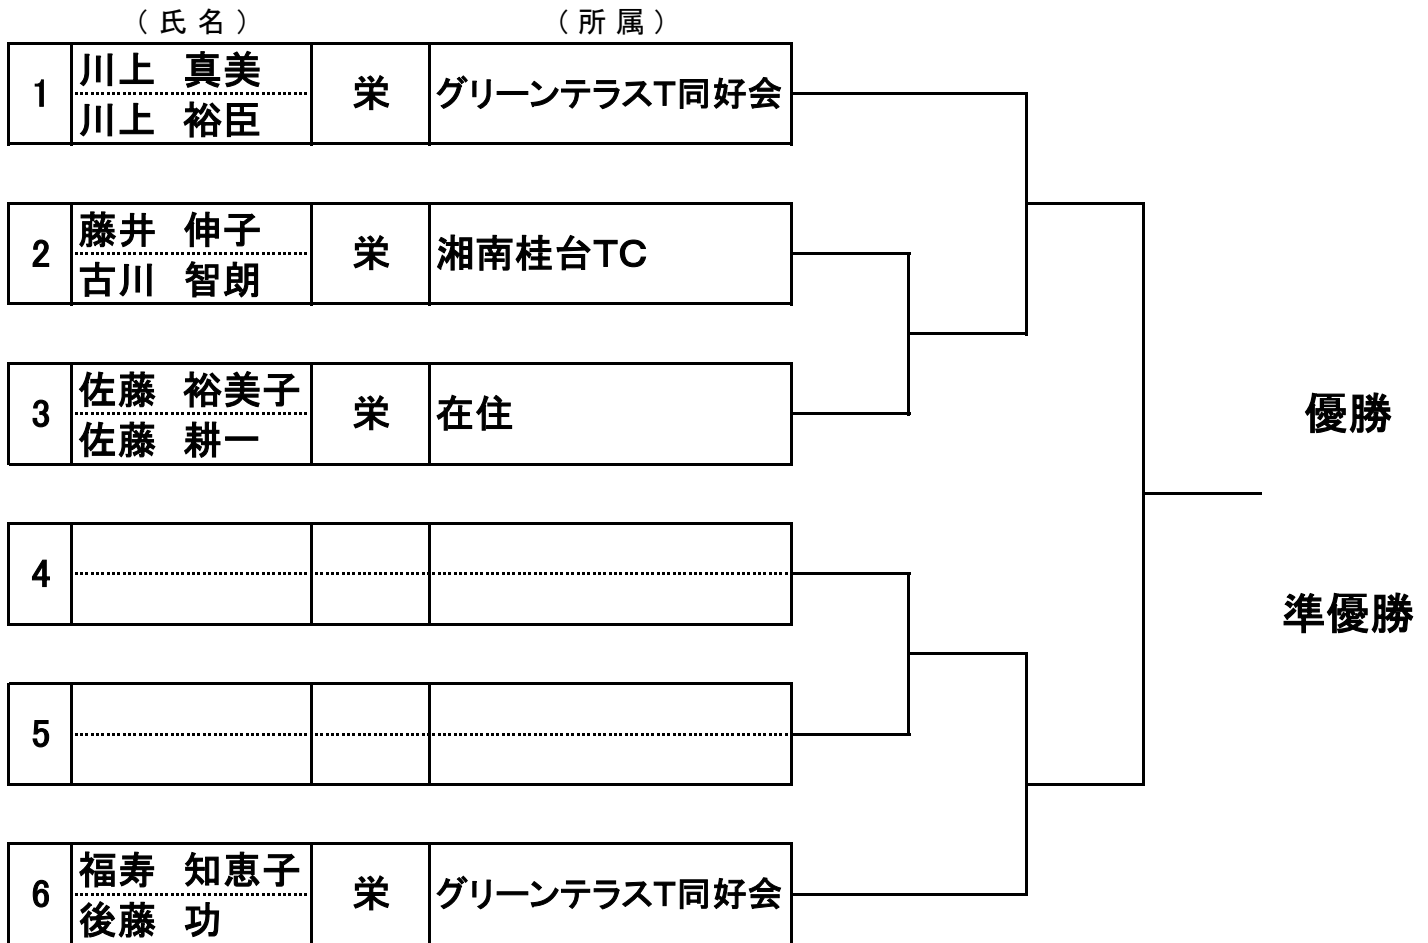 （氏名） （所属）
1 川上　真美 栄 グリーンテラスT同好会
川上　裕臣
2 藤井　伸子 栄 湘南桂台TC
古川　智朗
3 佐藤　裕美子 栄 在住
佐藤　耕一
優勝
4
準優勝
5
6 福寿　知恵子 栄 グリーンテラスT同好会
後藤　功